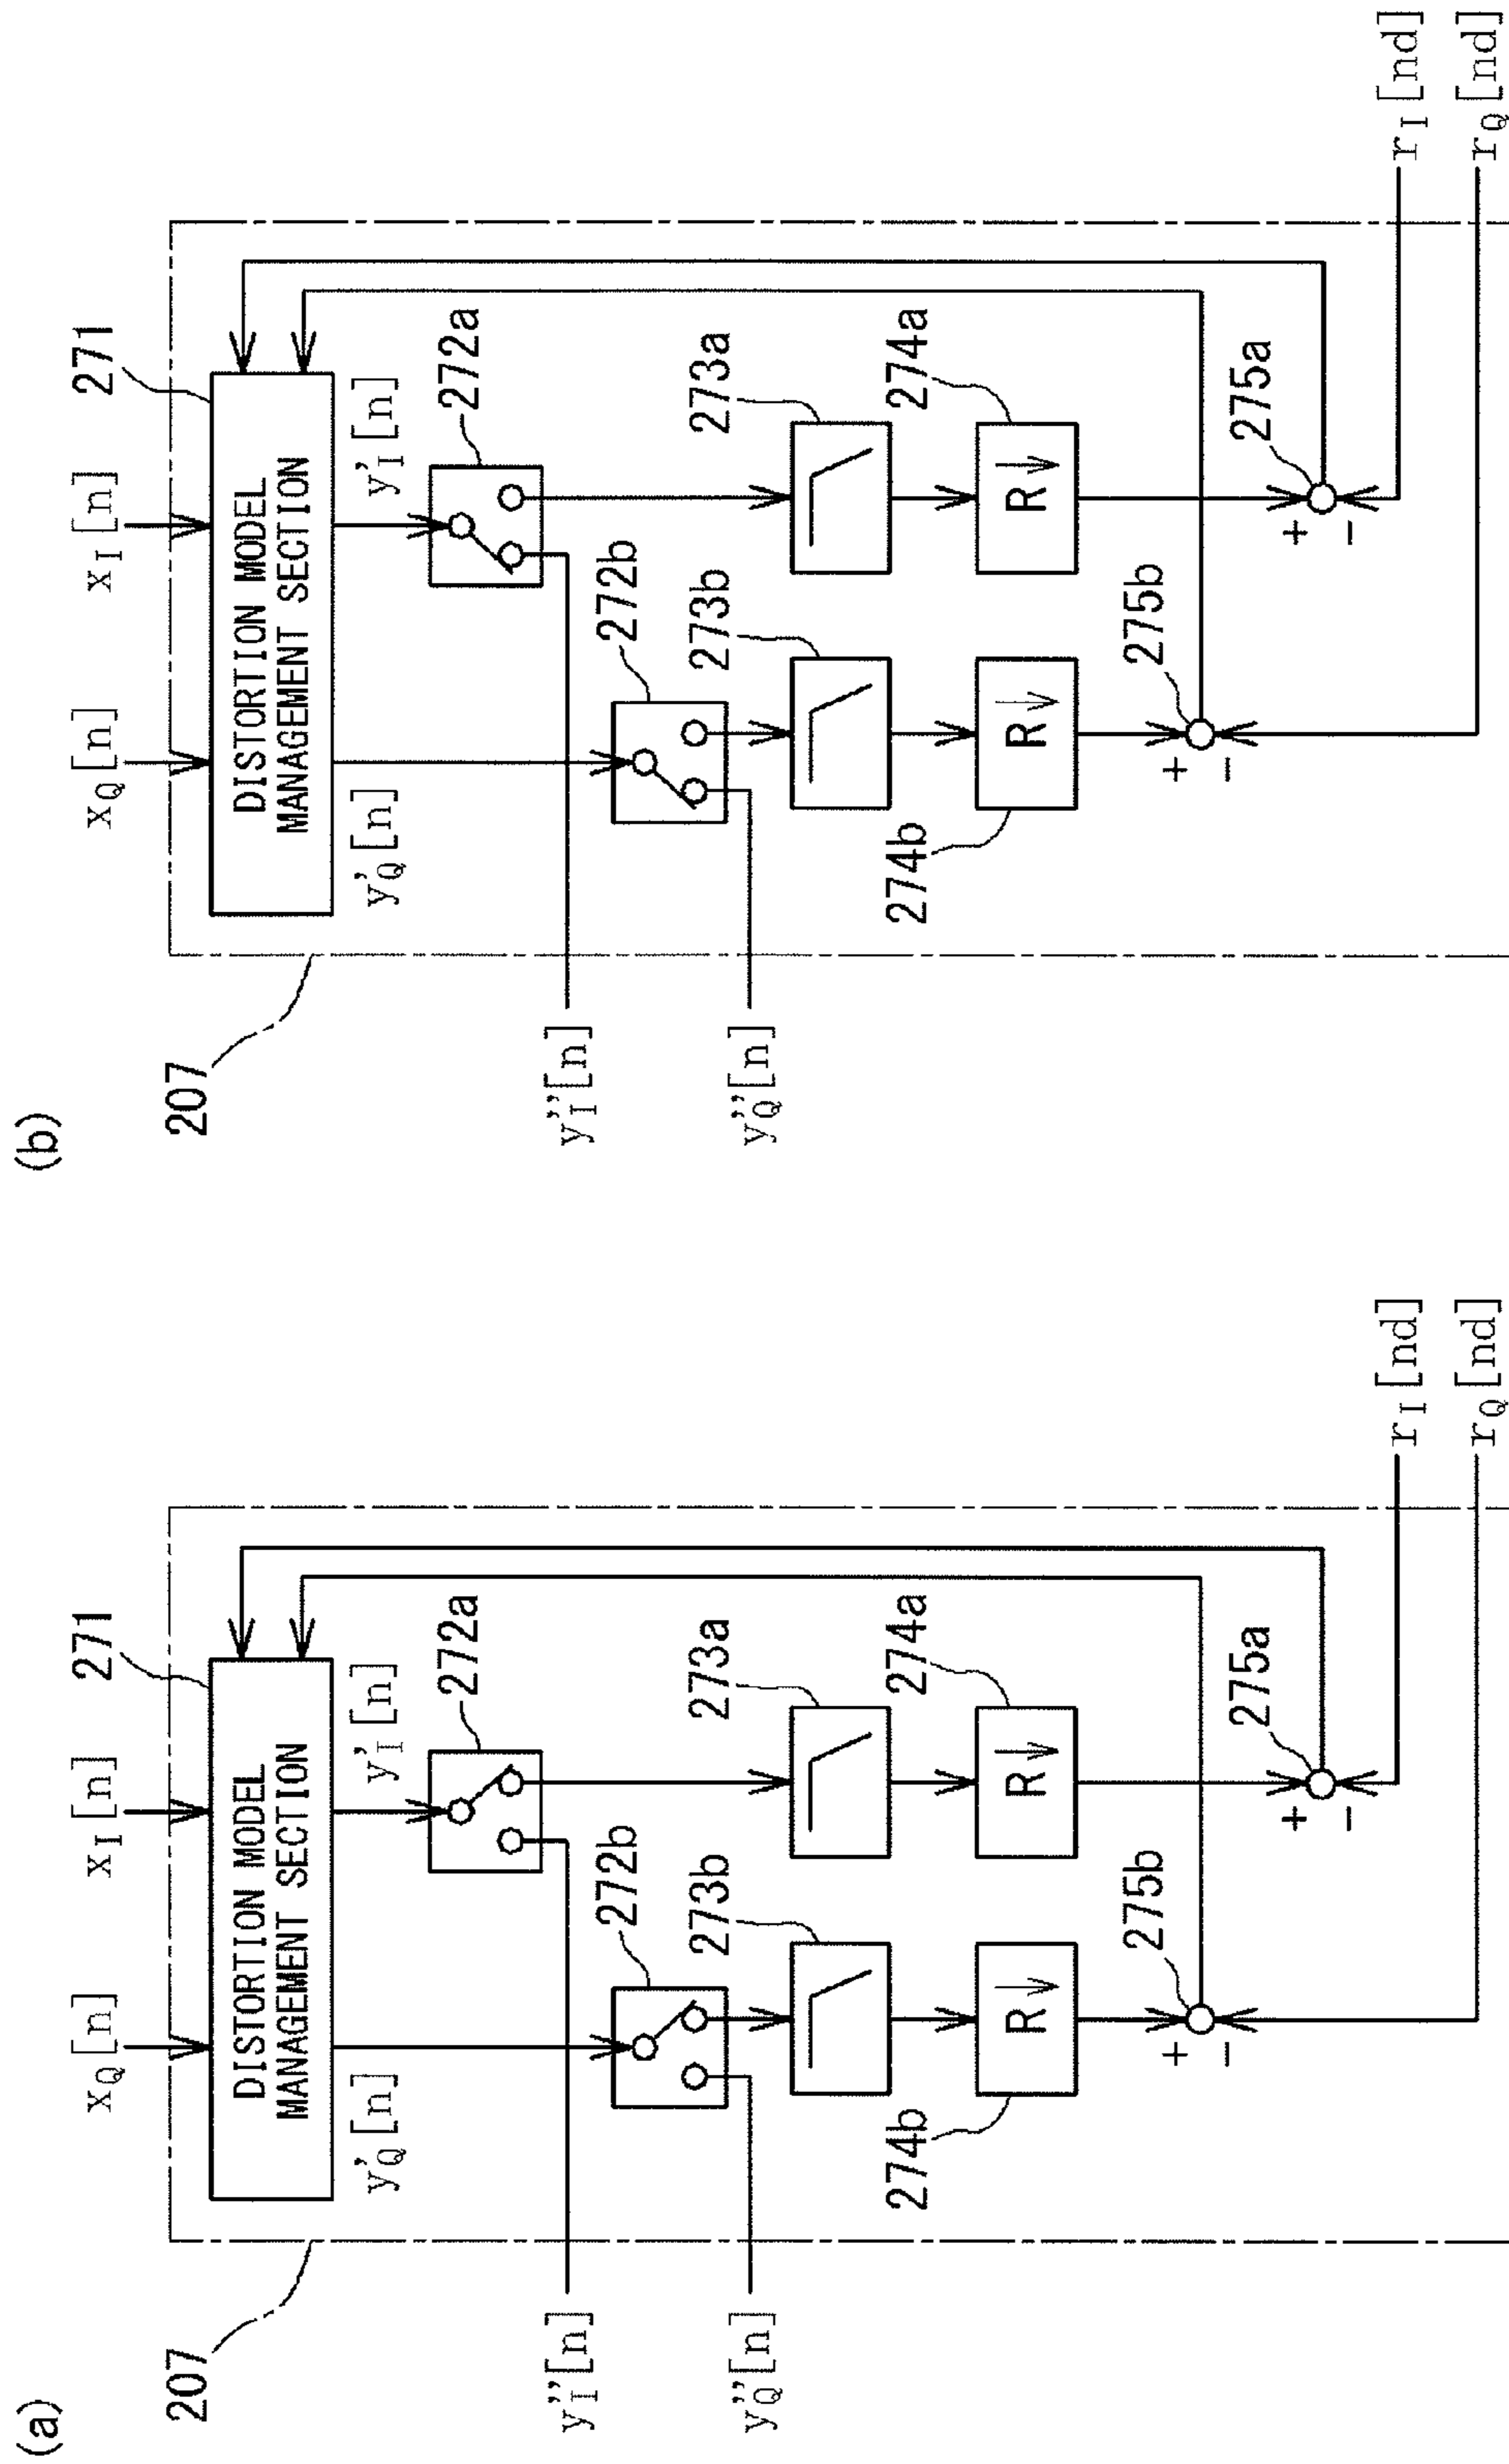 (a)
x_Q[n]
x_I[n]
271
DISTORTION MODEL
MANAGEMENT SECTION
207
y'_Q[n]
y'_I[n]
272a
y''_I[n]
272b
y''_Q[n]
273b
273a
274b
R↓
R↓
274a
275b
+
-
275a
+
-
r_I[nd]
r_Q[nd]
(b)
x_Q[n]
x_I[n]
271
DISTORTION MODEL
MANAGEMENT SECTION
207
y'_Q[n]
y'_I[n]
272a
y''_I[n]
272b
y''_Q[n]
273b
273a
274b
R↓
R↓
274a
275b
+
-
275a
+
-
r_I[nd]
r_Q[nd]